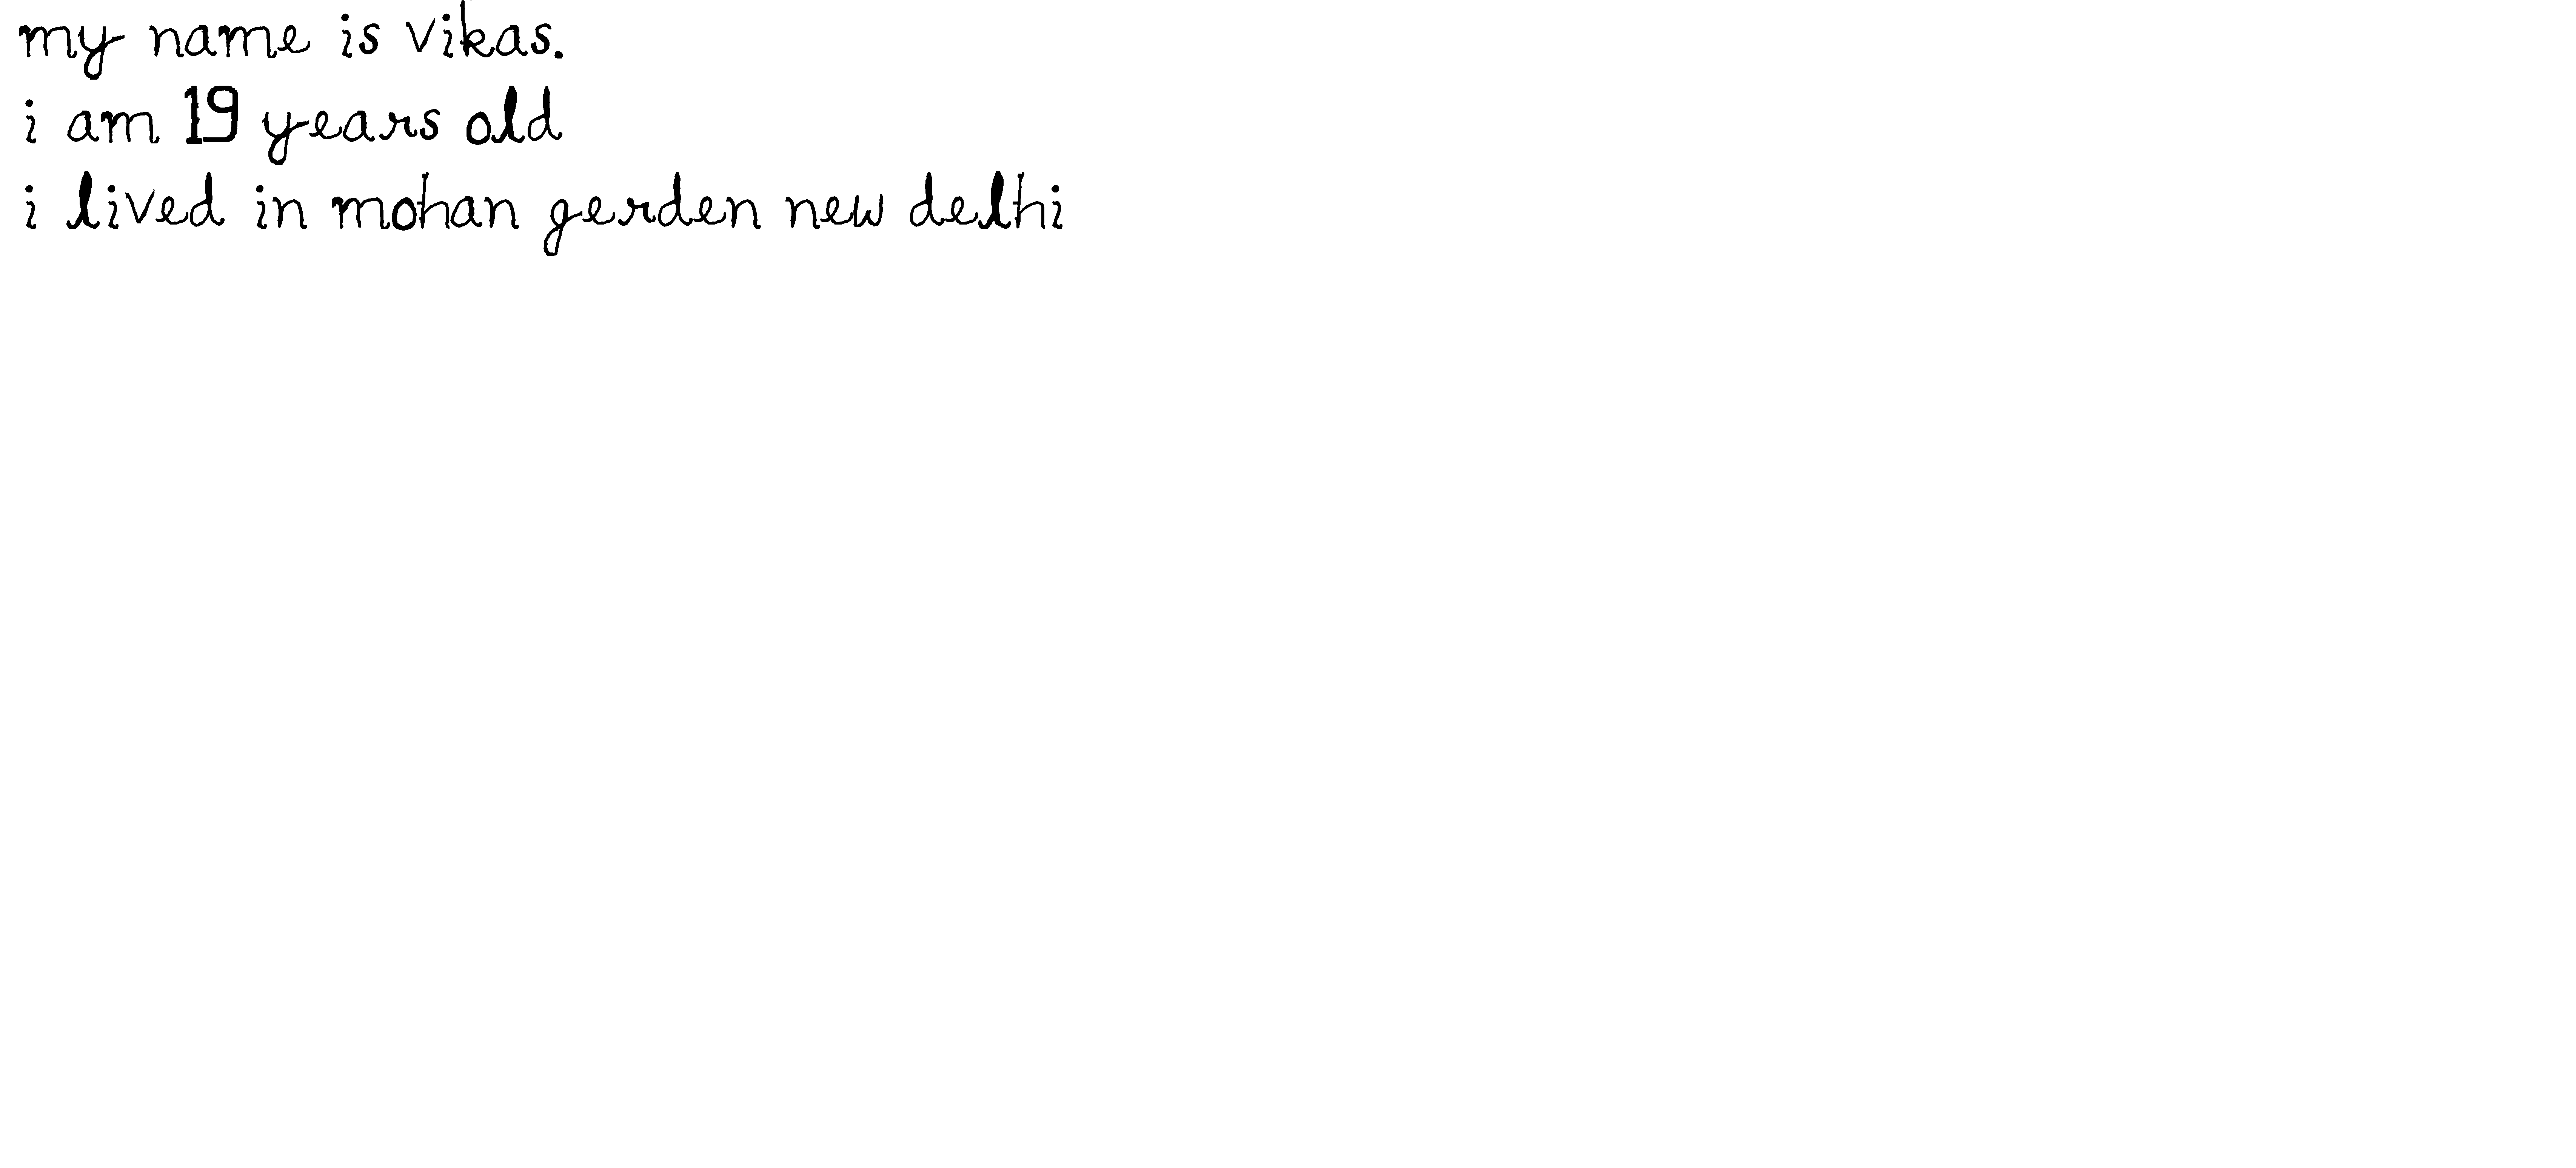 my name is vikas.
i am 19 years old
i lived in mohan gerden new delhi